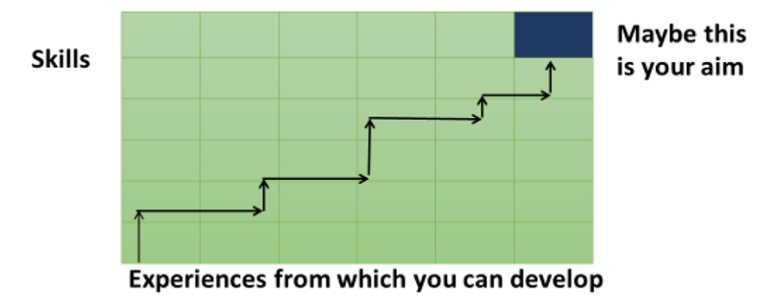 Skills
Maybe this
is your aim
Experiences from which you can develop